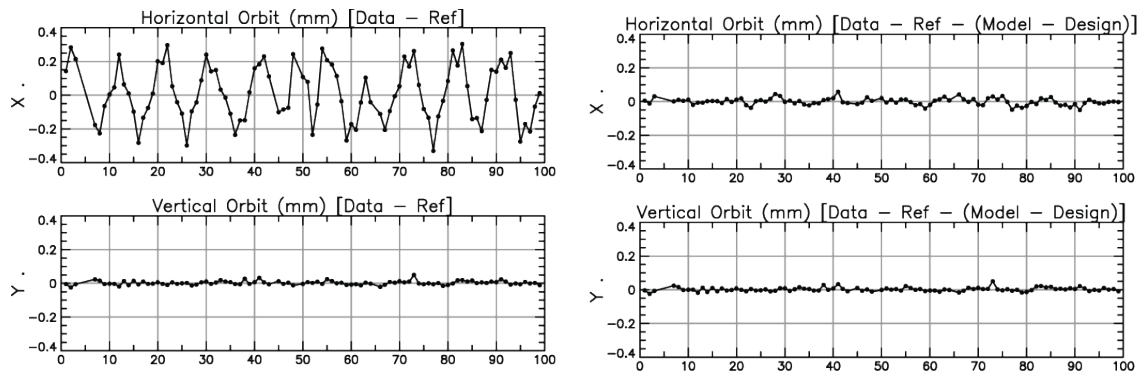 Horizontal Orbit (mm) [Data − Ref]
0.4
0.2
0
−0.2
−0.4
X .
0 10 20 30 40 50 60 70 80 90 100
Vertical Orbit (mm) [Data − Ref]
0.4
0.2
0
−0.2
−0.4
Y .
0 10 20 30 40 50 60 70 80 90 100
Horizontal Orbit (mm) [Data − Ref − (Model − Design)]
0.4
0.2
0
−0.2
−0.4
X .
0 10 20 30 40 50 60 70 80 90 100
Vertical Orbit (mm) [Data − Ref − (Model − Design)]
0.4
0.2
0
−0.2
−0.4
Y .
0 10 20 30 40 50 60 70 80 90 100